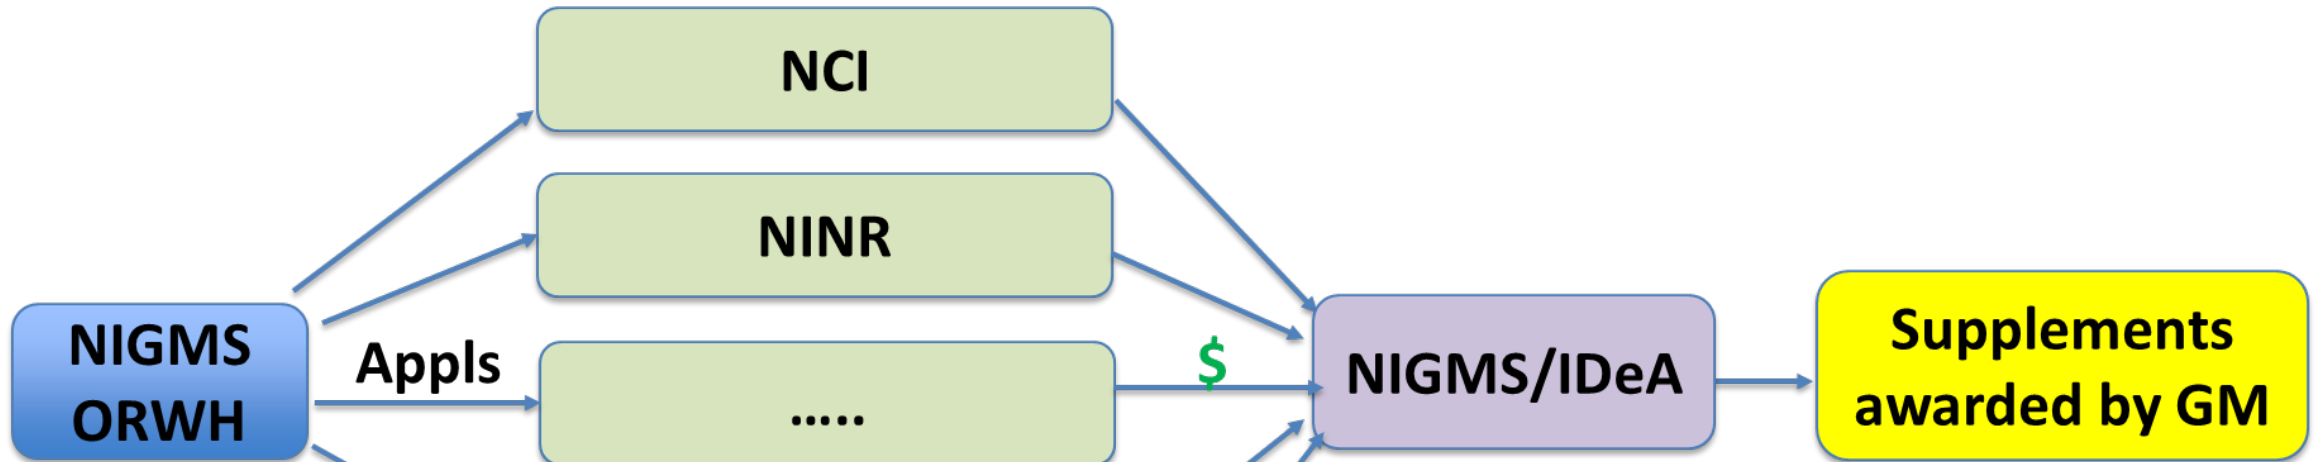 NCI
NINR
NIGMS
ORWH
Appls
.....
$
NIGMS/IDeA
Supplements
awarded by GM